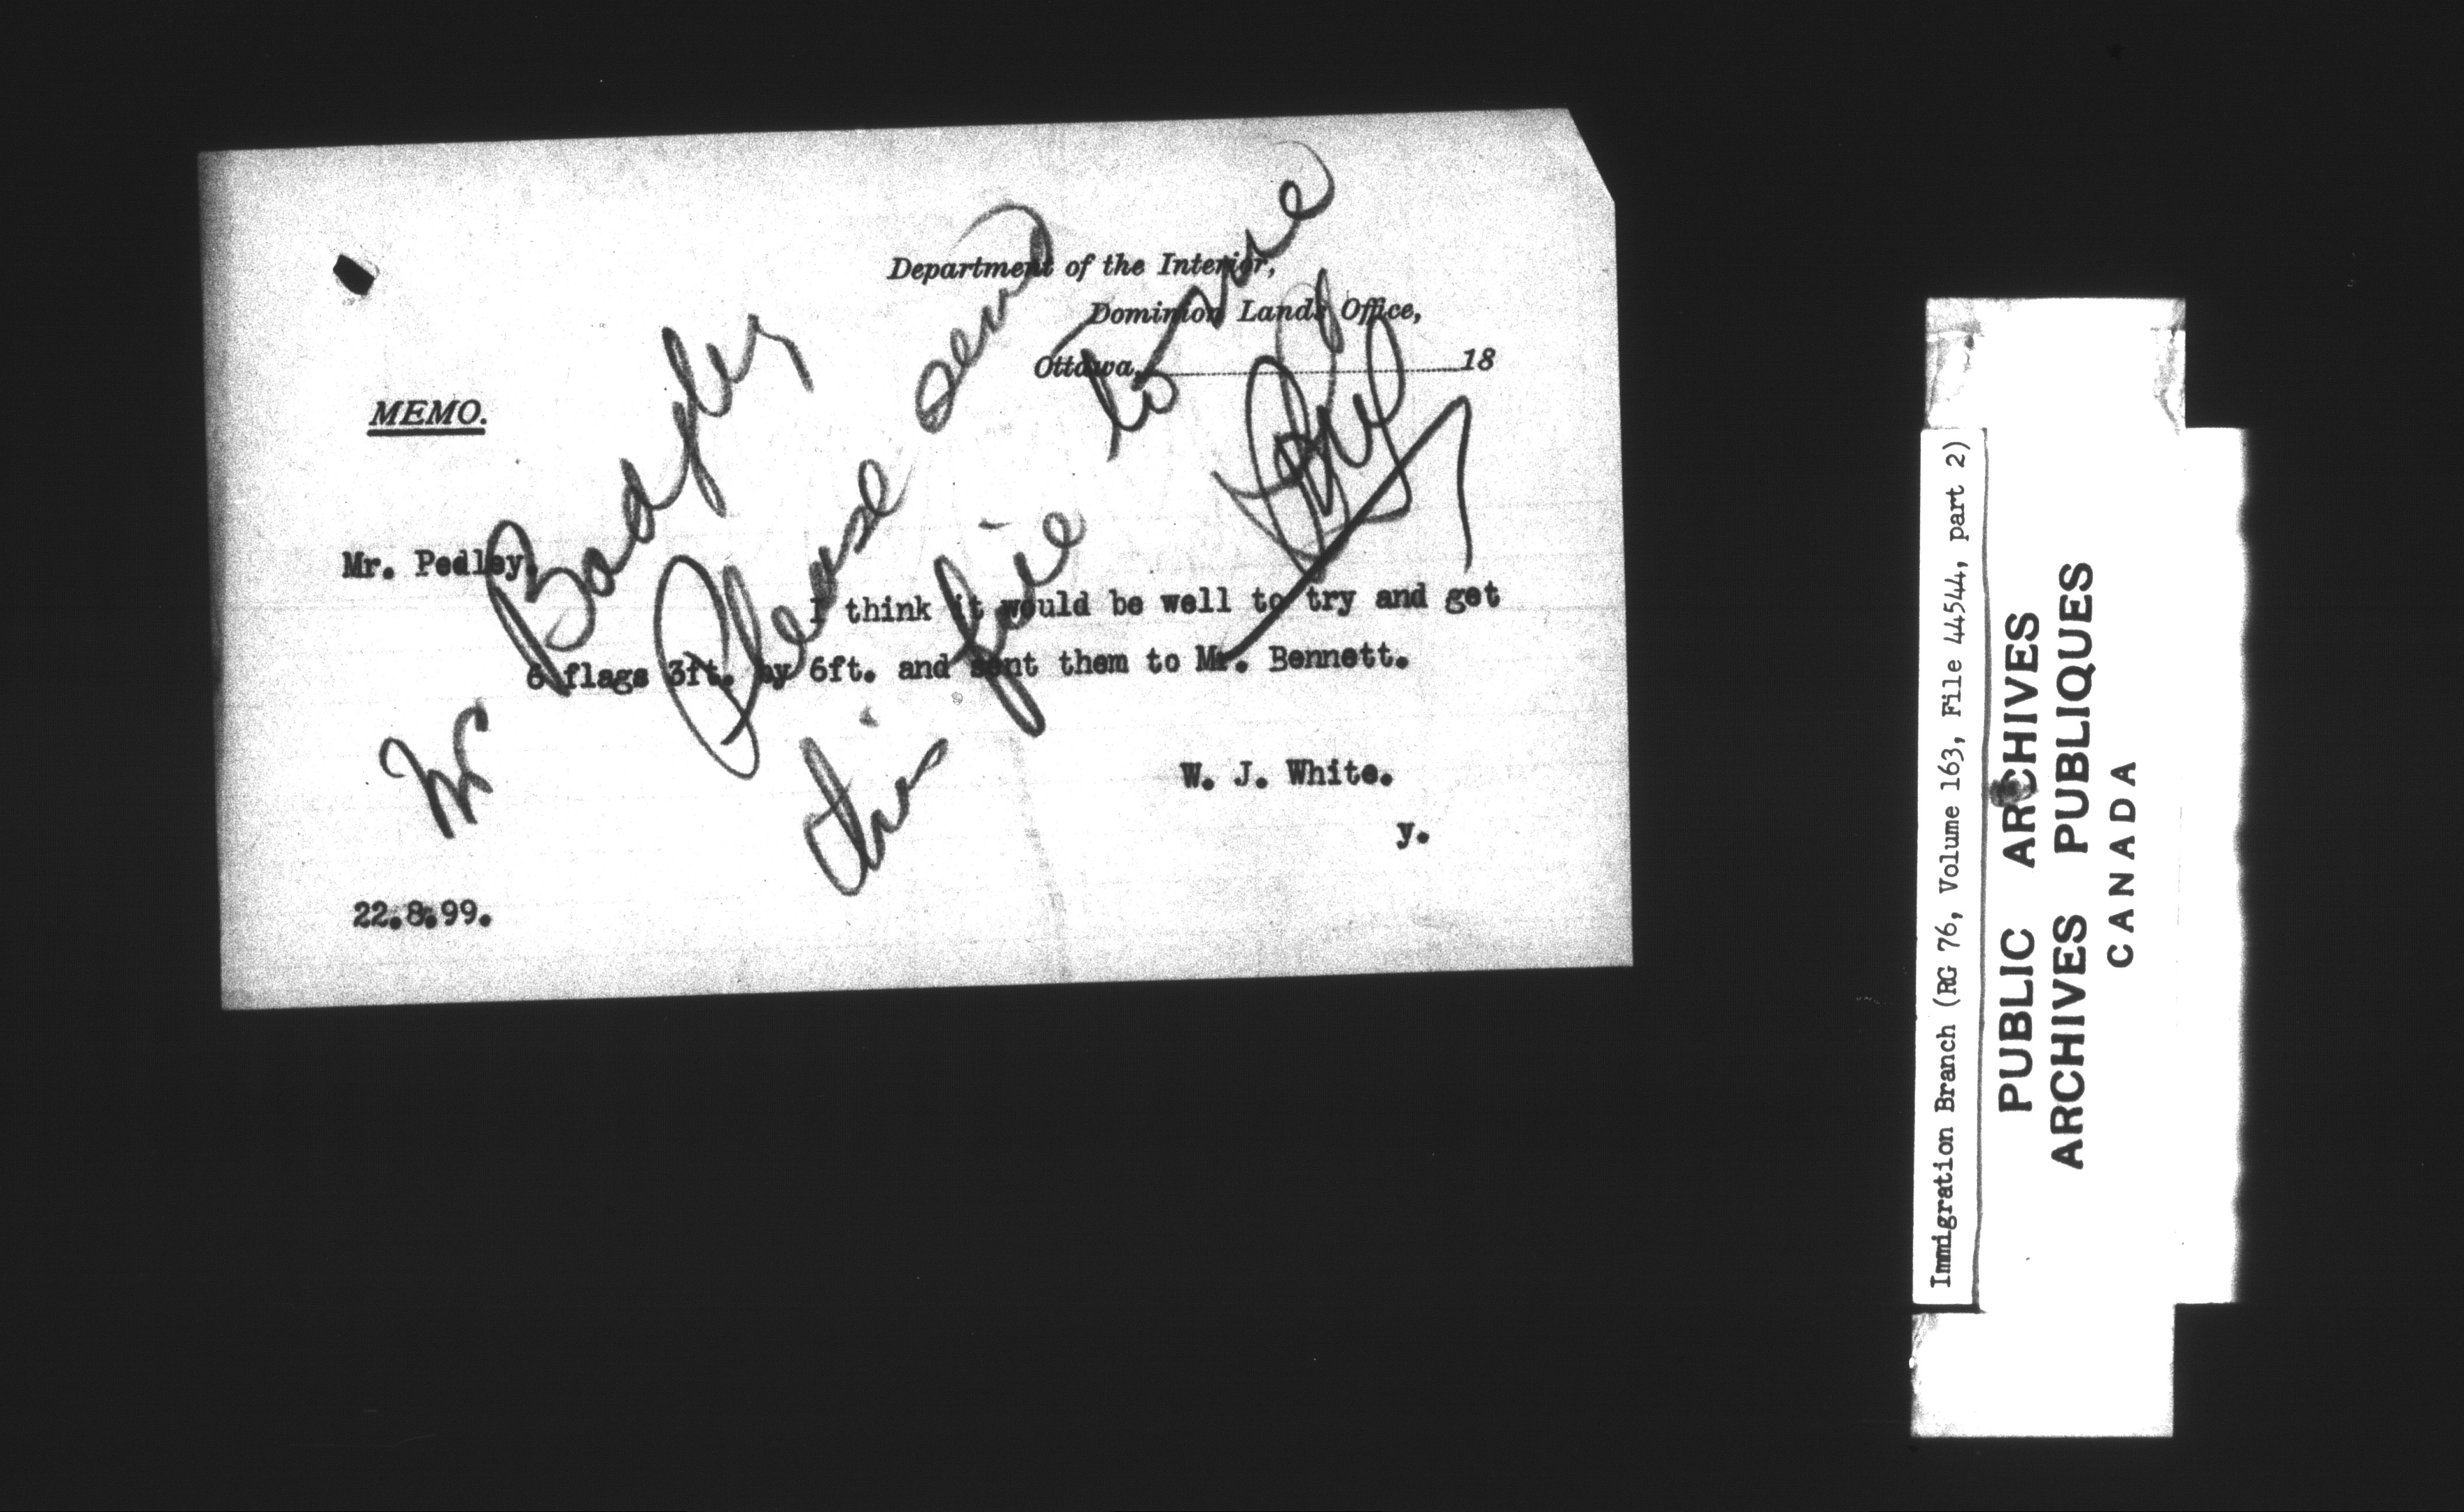 Department of the Interior,
Dominion Lands Office,
Ottawa, 18
MEMO.
Mr. Pedley,
I think it would be well to try and get
6 flags 3ft. by 6ft. and sent them to Mr. Bennett.
W. J. White.
y.
22.8.99.
Mr Badgley
Please send
this file to me
Immigration Branch (RG 76, Volume 163, File 44544, part 2)
PUBLIC ARCHIVES
ARCHIVES PUBLIQUES
CANADA